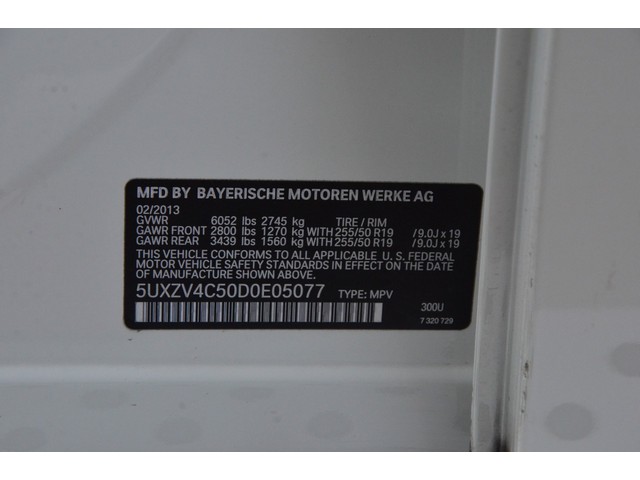 MFD BY BAYERISCHE MOTOREN WERKE AG
02/2013
GVWR 6052 lbs 2745 kg TIRE / RIM
GAWR FRONT 2800 lbs 1270 kg WITH 255/50 R19 / 9.0J x 19
GAWR REAR 3439 lbs 1560 kg WITH 255/50 R19 / 9.0J x 19
THIS VEHICLE CONFORMS TO ALL APPLICABLE U. S. FEDERAL
MOTOR VEHICLE SAFETY STANDARDS IN EFFECT ON THE DATE OF
MANUFACTURE SHOWN ABOVE.
5UXZV4C50D0E05077 TYPE: MPV
300U
7 320 729